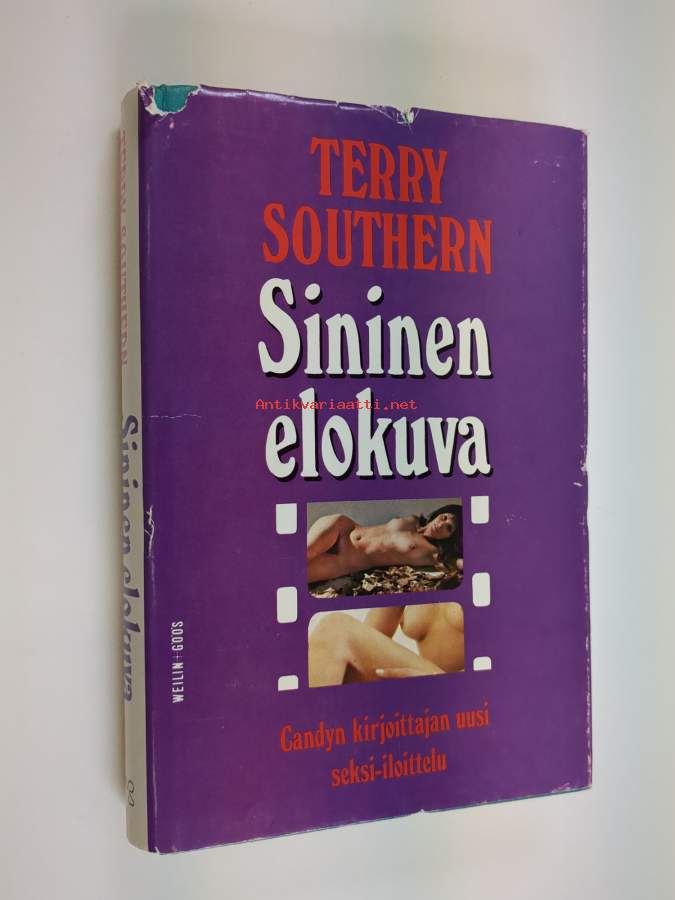 TERRY
SOUTHERN
Sininen
Antikvariaatti.net
elokuva
Candyn kirjoittajan uusi
seksi-iloittelu
WEILIN+GÖÖS
TERRY SOUTHERN
Sininen elokuva